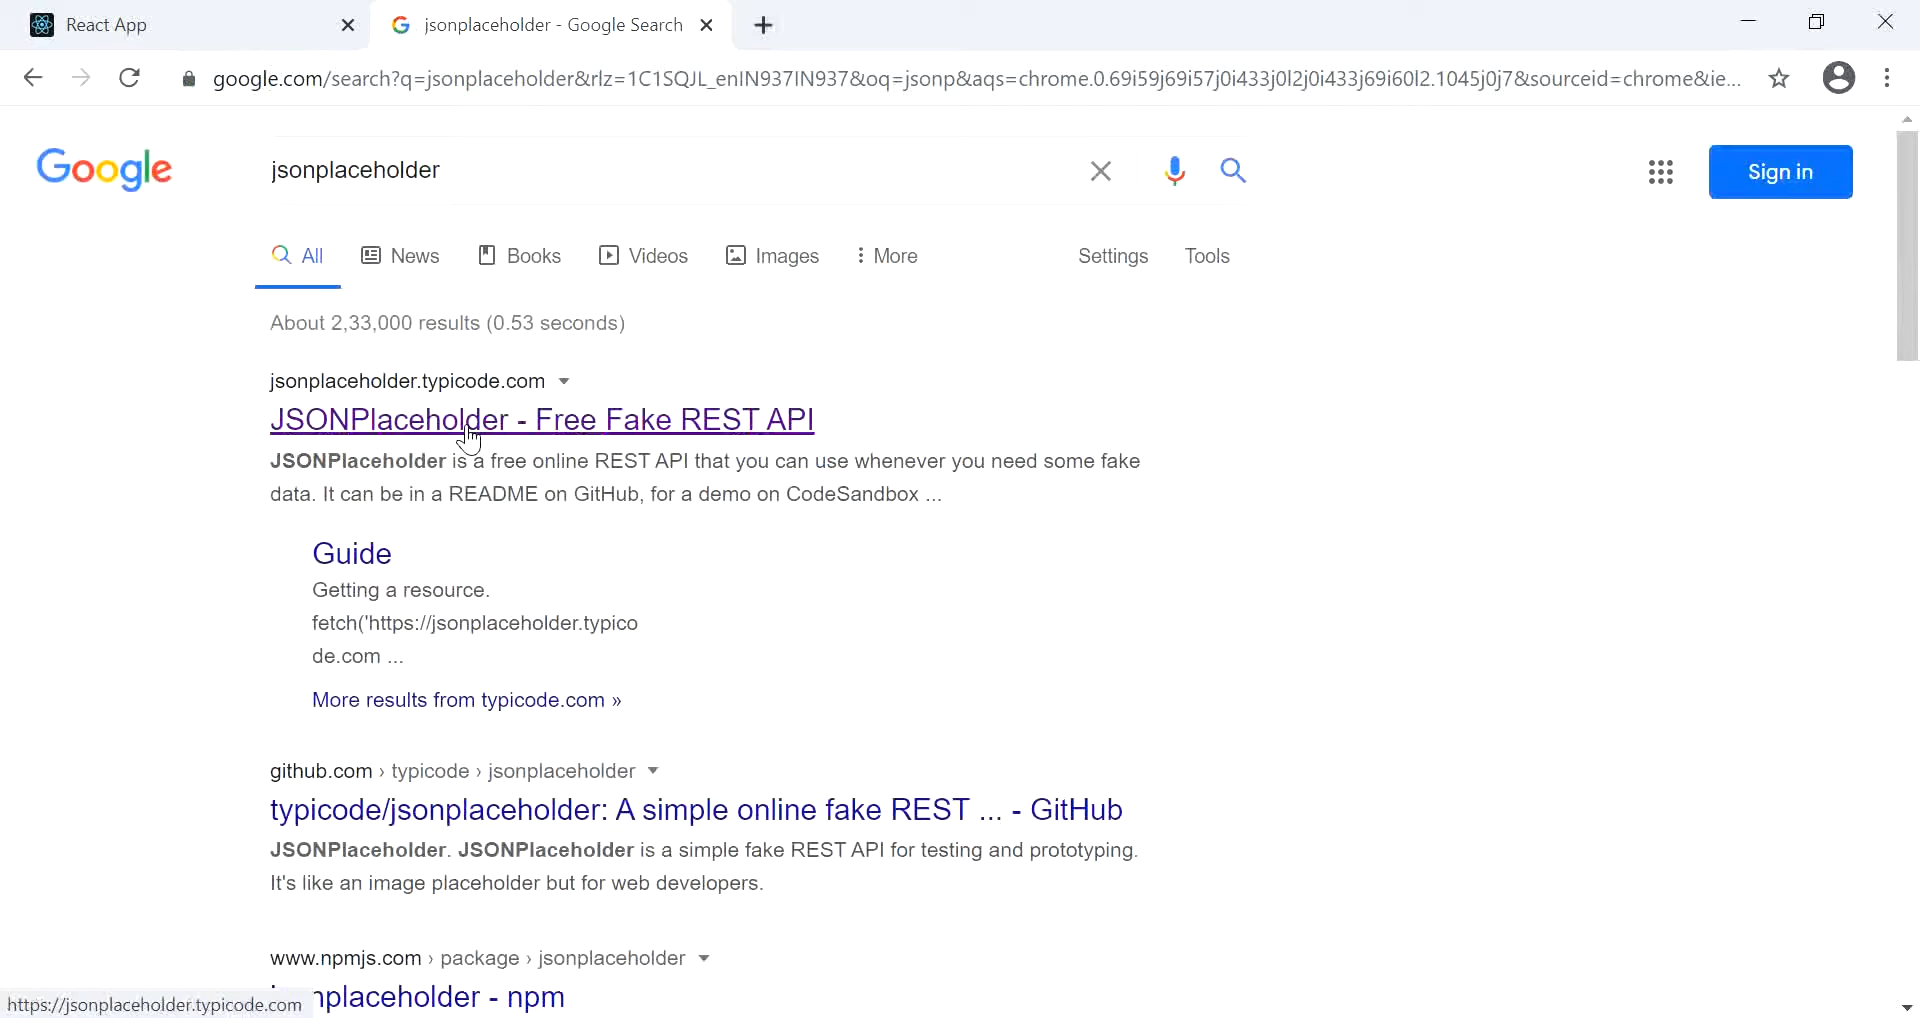 React App
jsonplaceholder - Google Search
google.com/search?q=jsonplaceholder&rlz=1C1SQJL_enIN937IN937&oq=jsonp&aqs=chrome.0.69i59j69i57j0i433j0l2j0i433j69i60l2.1045j0j7&sourceid=chrome&ie...
Google
jsonplaceholder
Sign in
All News Books Videos Images More Settings Tools
About 2,33,000 results (0.53 seconds)
jsonplaceholder.typicode.com
JSONPlaceholder - Free Fake REST API
JSONPlaceholder is a free online REST API that you can use whenever you need some fake
data. It can be in a README on GitHub, for a demo on CodeSandbox ...
Guide
Getting a resource.
fetch('https://jsonplaceholder.typico
de.com ...
More results from typicode.com »
github.com › typicode › jsonplaceholder
typicode/jsonplaceholder: A simple online fake REST ... - GitHub
JSONPlaceholder. JSONPlaceholder is a simple fake REST API for testing and prototyping.
It's like an image placeholder but for web developers.
www.npmjs.com › package › jsonplaceholder
nplaceholder - npm
https://jsonplaceholder.typicode.com